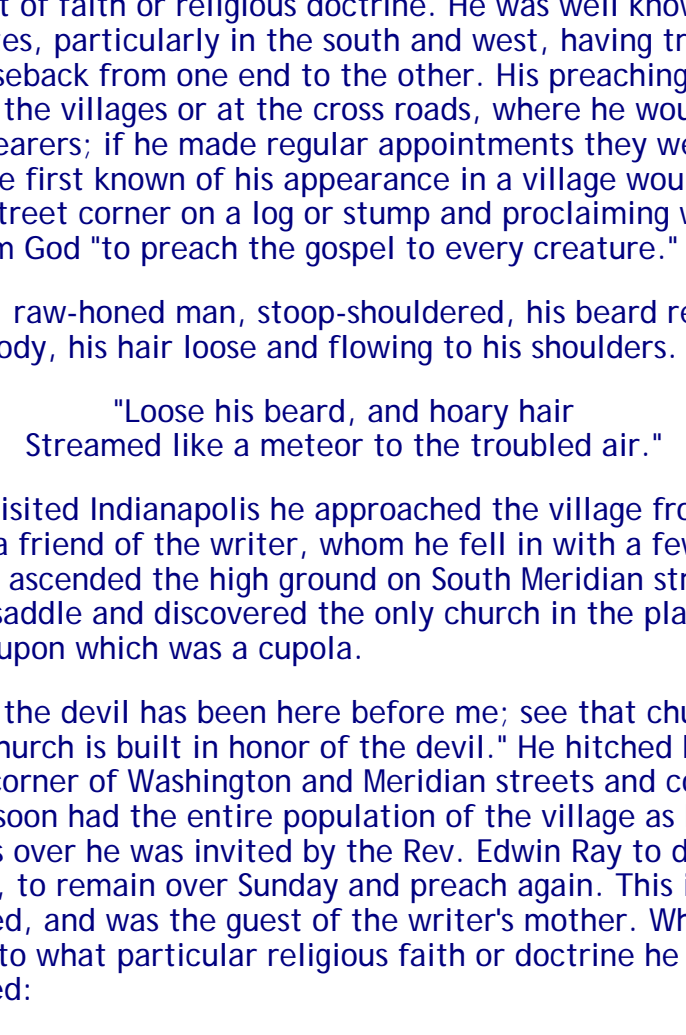 t of faith or religious doctrine. He was well know
es, particularly in the south and west, having tr
seback from one end to the other. His preaching
the villages or at the cross roads, where he wou
earers; if he made regular appointments they we
e first known of his appearance in a village woul
treet corner on a log or stump and proclaiming w
m God "to preach the gospel to every creature."
, raw-honed man, stoop-shouldered, his beard re
ody, his hair loose and flowing to his shoulders.
"Loose his beard, and hoary hair
Streamed like a meteor to the troubled air."
isited Indianapolis he approached the village fro
a friend of the writer, whom he fell in with a few
ascended the high ground on South Meridian str
saddle and discovered the only church in the pla
upon which was a cupola.
the devil has been here before me; see that chu
hurch is built in honor of the devil." He hitched h
corner of Washington and Meridian streets and co
soon had the entire population of the village as
s over he was invited by the Rev. Edwin Ray to d
, to remain over Sunday and preach again. This i
ed, and was the guest of the writer's mother. Wh
to what particular religious faith or doctrine he
ed: